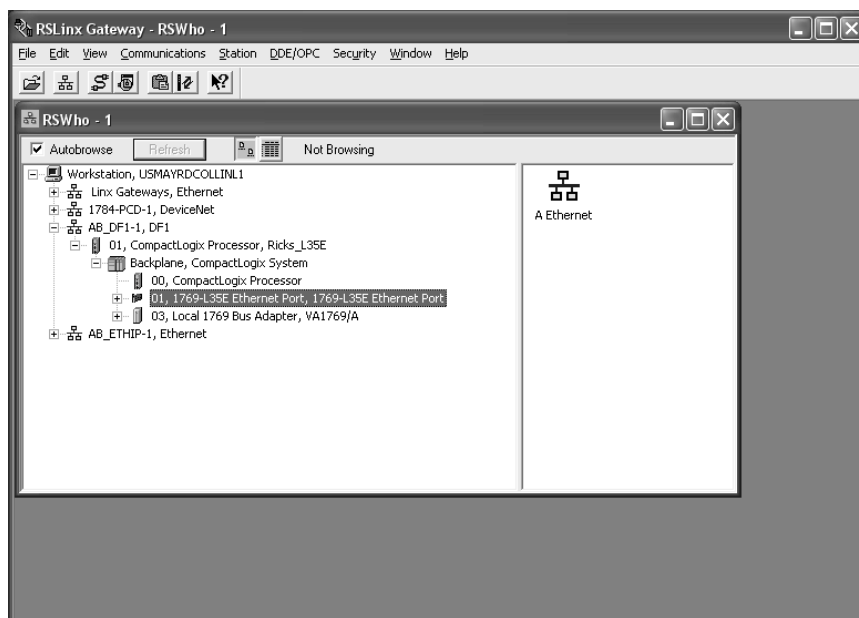 RSLinx Gateway - RSWho - 1
File Edit View Communications Station DDE/OPC Security Window Help
RSWho - 1
Autobrowse Refresh Not Browsing
Workstation, USMAYRDCOLLINL1
Linx Gateways, Ethernet
1784-PCD-1, DeviceNet
AB_DF1-1, DF1
01, CompactLogix Processor, Ricks_L35E
Backplane, CompactLogix System
00, CompactLogix Processor
01, 1769-L35E Ethernet Port, 1769-L35E Ethernet Port
03, Local 1769 Bus Adapter, VA1769/A
AB_ETHIP-1, Ethernet
A Ethernet